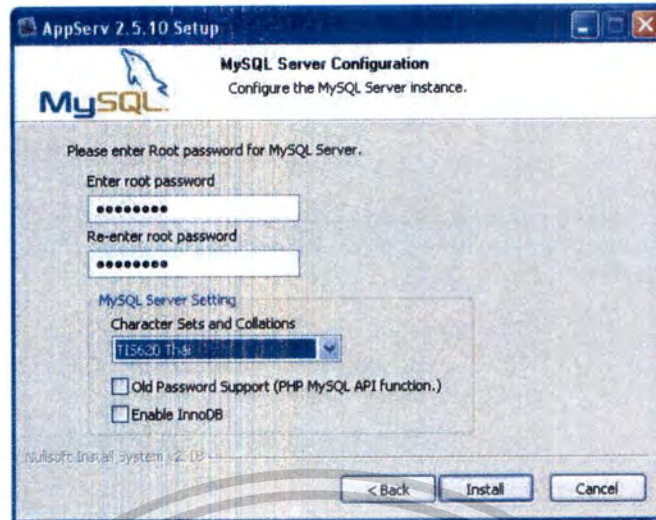 AppServ 2.5.10 Setup
MySQL
MySQL Server Configuration
Configure the MySQL Server instance.
Please enter Root password for MySQL Server.
Enter root password
••••••••
Re-enter root password
••••••••
MySQL Server Setting
Character Sets and Collations
TIS620 Thai
Old Password Support (PHP MySQL API function.)
Enable InnoDB
Nullsoft Install System v2.18
< Back
Install
Cancel